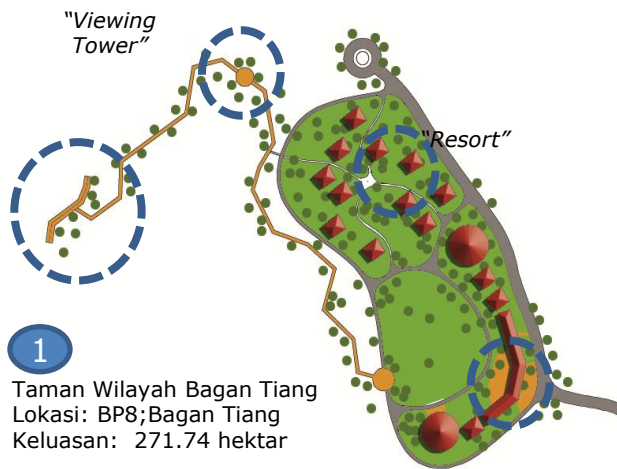 “Viewing
Tower”
“Resort”
1
Taman Wilayah Bagan Tiang
Lokasi: BP8;Bagan Tiang
Keluasan: 271.74 hektar